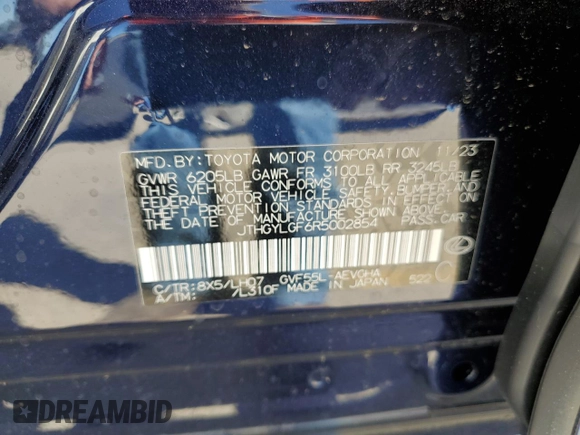 MFD. BY: TOYOTA MOTOR CORPORATION 11/23
GVWR 6205LB GAWR FR 3100LB RR 3245LB
THIS VEHICLE CONFORMS TO ALL APPLICABLE
FEDERAL MOTOR VEHICLE SAFETY, BUMPER, AND
THEFT PREVENTION STANDARDS IN EFFECT ON
THE DATE OF MANUFACTURE SHOWN ABOVE.
JTHGYLGF6R5002854 PASS. CAR
C/TR: 8X5/LH07 GVF55L-AEVGHA
A/TM: /L310F MADE IN JAPAN 522
DREAMBID